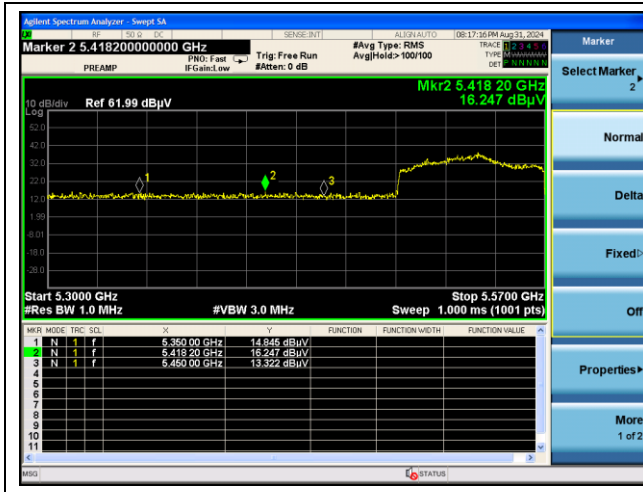 Agilent Spectrum Analyzer - Swept SA
RF 50 Ω DC SENSE:INT ALIGN AUTO 08:17:16 PM Aug 31, 2024
Marker 2 5.418200000000 GHz
PREAMP
PNO: Fast
IFGain:Low
Trig: Free Run
#Atten: 0 dB
#Avg Type: RMS
Avg|Hold:>100/100
TRACE 1 2 3 4 5 6
TYPE MWWWWW
DET P N N N N N
Mkr2 5.418 20 GHz
16.247 dBµV
10 dB/div Ref 61.99 dBµV
Log
52.0
42.0
32.0
22.0
12.0
1.99
-8.01
-18.0
-28.0
1
2
3
Start 5.3000 GHz Stop 5.5700 GHz
#Res BW 1.0 MHz #VBW 3.0 MHz Sweep 1.000 ms (1001 pts)
MKR MODE TRC SCL X Y FUNCTION FUNCTION WIDTH FUNCTION VALUE
1 N 1 f 5.350 00 GHz 14.845 dBµV
2 N 1 f 5.418 20 GHz 16.247 dBµV
3 N 1 f 5.450 00 GHz 13.322 dBµV
4
5
6
7
8
9
10
11
MSG STATUS
Marker
Select Marker
2
Normal
Delta
Fixed
Off
Properties
More
1 of 2